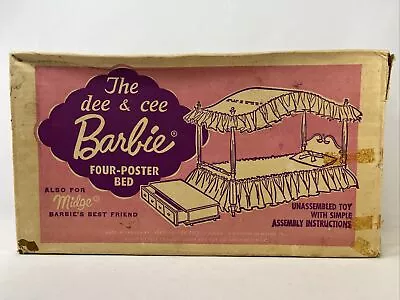 The
dee & cee
Barbie®
FOUR-POSTER
BED
ALSO FOR
Midge®
BARBIE'S BEST FRIEND
UNASSEMBLED TOY
WITH SIMPLE
ASSEMBLY INSTRUCTIONS